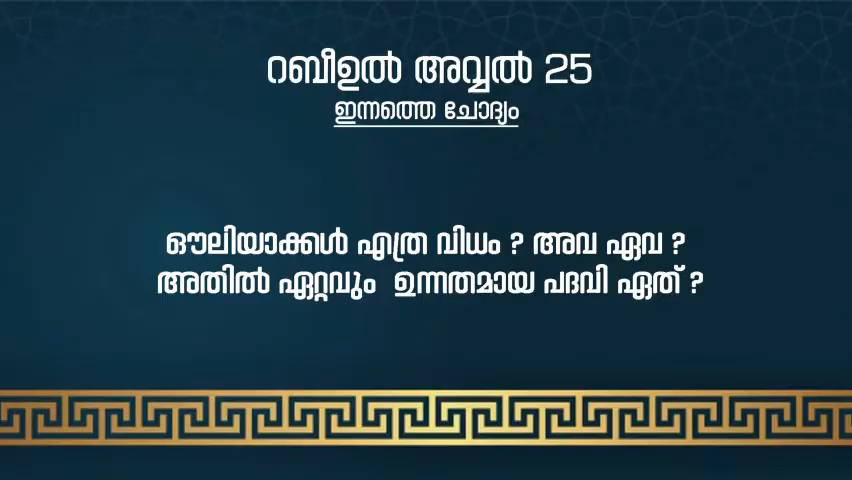 റബീഉൽ അവ്വൽ 25
ഇന്നത്തെ ചോദ്യം
ഔലിയാക്കൾ എത്ര വിധം ? അവ ഏവ ?
അതിൽ ഏറ്റവും ഉന്നതമായ പദവി ഏത് ?